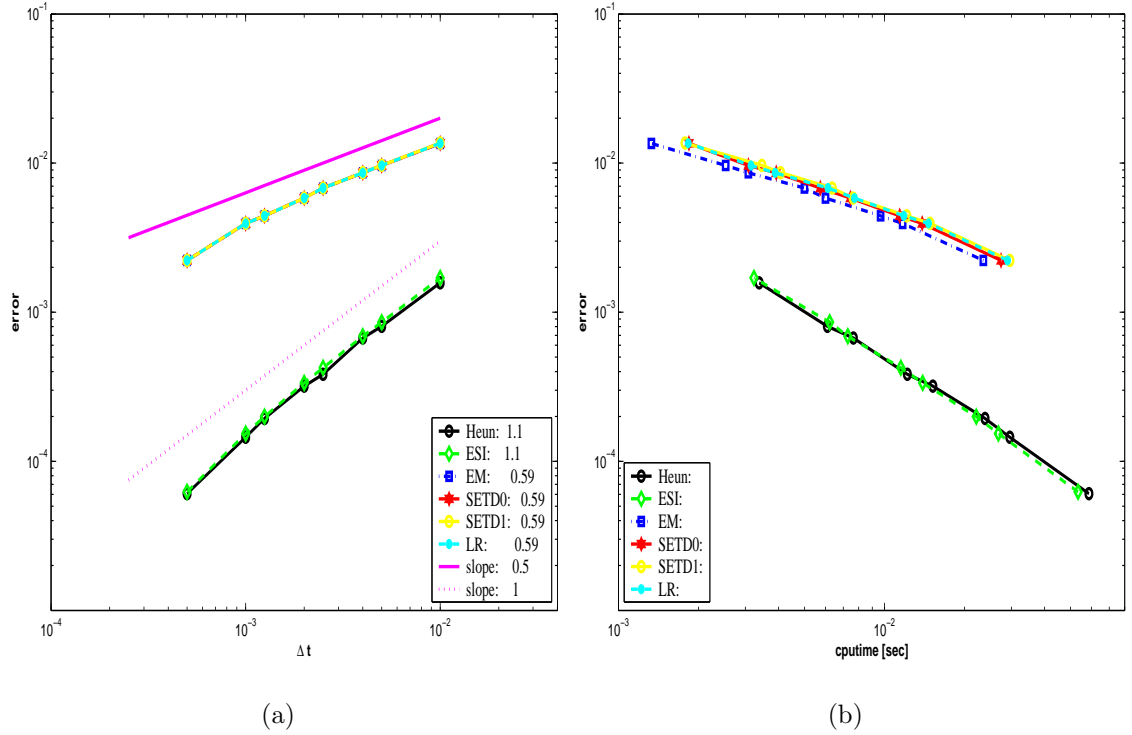 10^-1
10^-2
10^-3
10^-4
error
10^-4
10^-3
10^-2
Δ t
Heun: 1.1
ESI: 1.1
EM: 0.59
SETD0: 0.59
SETD1: 0.59
LR: 0.59
slope: 0.5
slope: 1
(a)
10^-1
10^-2
10^-3
10^-4
error
10^-3
10^-2
cputime [sec]
Heun:
ESI:
EM:
SETD0:
SETD1:
LR:
(b)